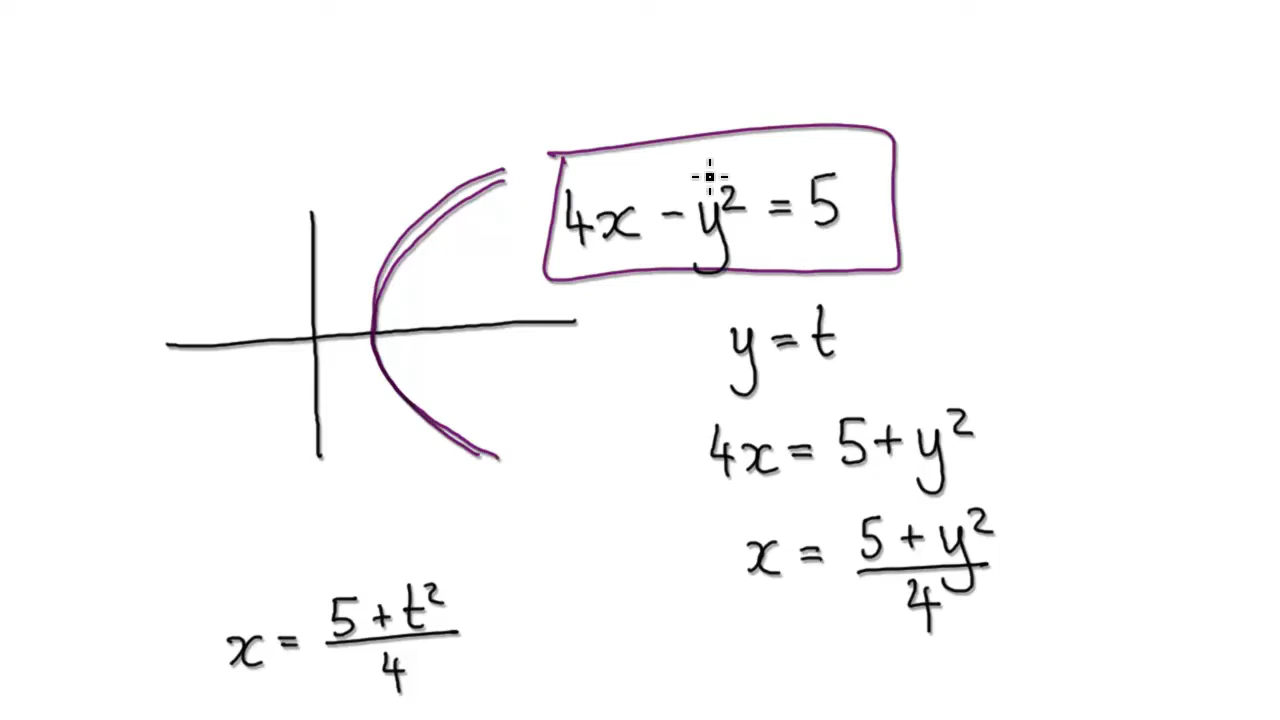 4x - y² = 5
y = t
4x = 5 + y²
x = (5 + y²)/4
x = (5 + t²)/4